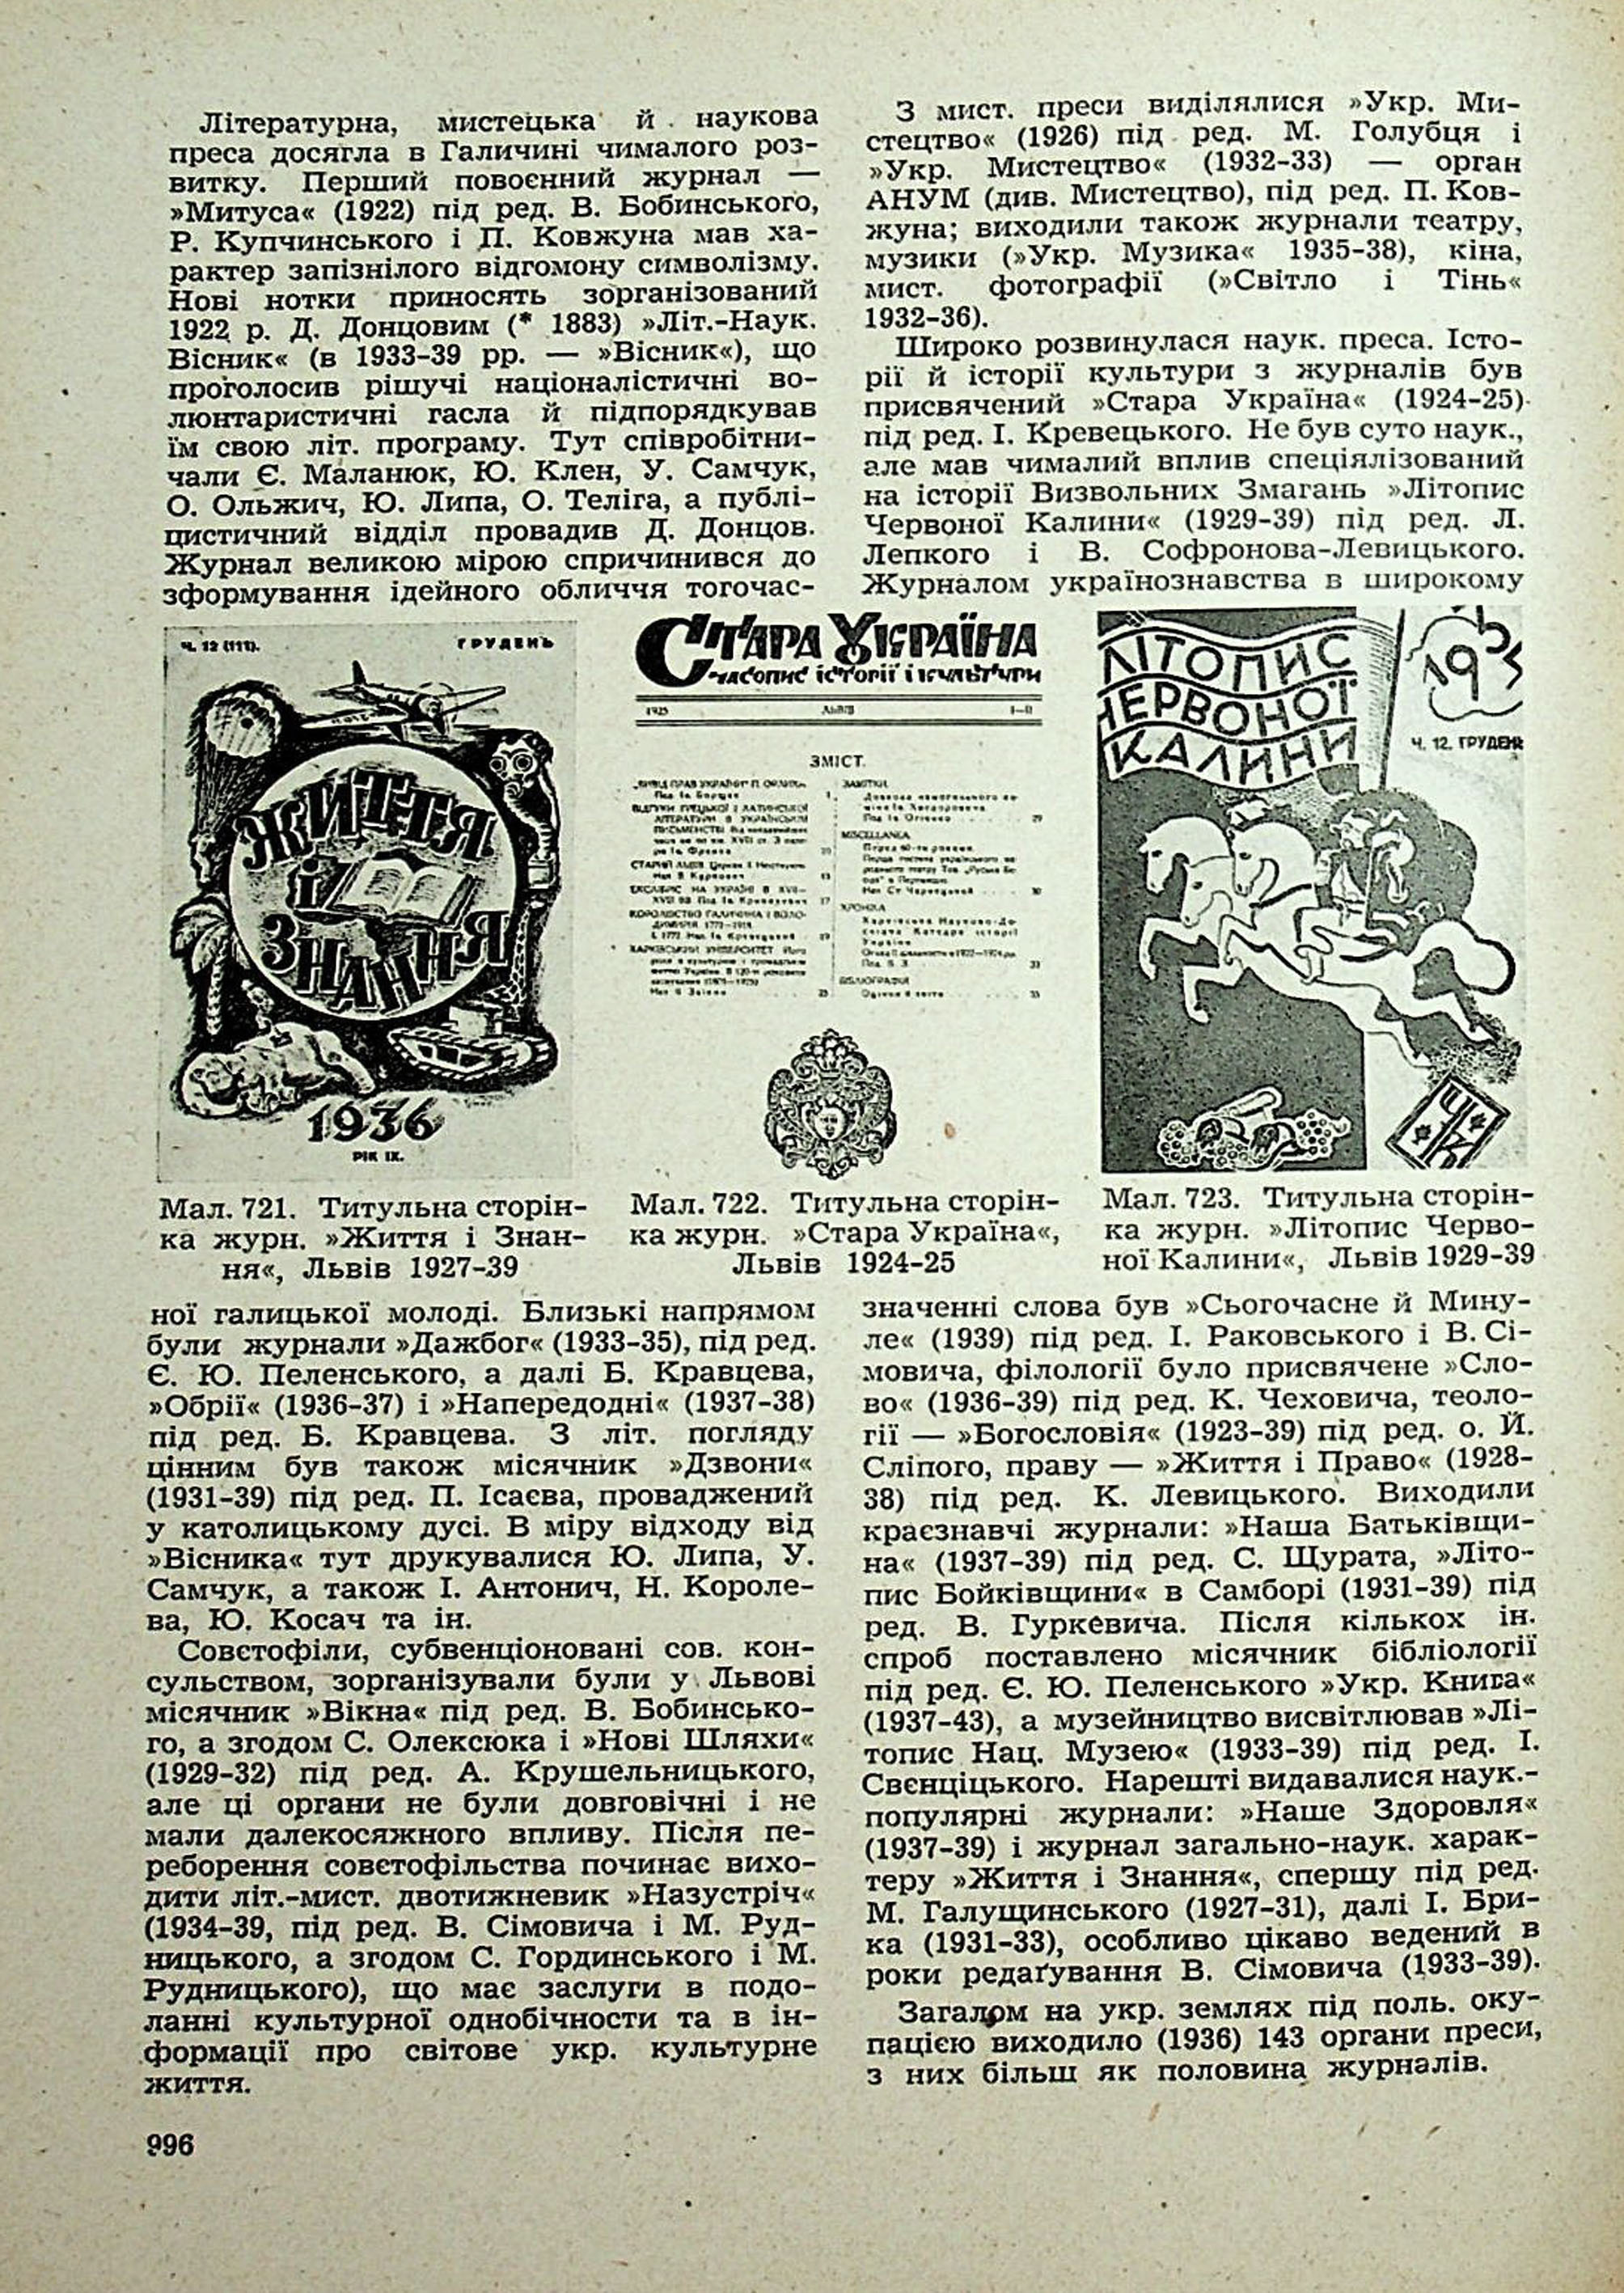 Літературна, мистецька й наукова
преса досягла в Галичині чималого роз-
витку. Перший повоєнний журнал —
»Митуса« (1922) під ред. В. Бобинського,
Р. Купчинського і П. Ковжуна мав ха-
рактер запізнілого відгомону символізму.
Нові нотки приносять зорганізований
1922 р. Д. Донцовим (* 1883) »Літ.-Наук.
Вісник« (в 1933-39 рр. — »Вісник«), що
проголосив рішучі націоналістичні во-
люнтаристичні гасла й підпорядкував
їм свою літ. програму. Тут співробітни-
чали Є. Маланюк, Ю. Клен, У. Самчук,
О. Ольжич, Ю. Липа, О. Теліга, а публі-
цистичний відділ провадив Д. Донцов.
Журнал великою мірою спричинився до
зформування ідейного обличчя тогочас-
З мист. преси виділялися »Укр. Ми-
стецтво« (1926) під ред. М. Голубця і
»Укр. Мистецтво« (1932-33) — орган
АНУМ (див. Мистецтво), під ред. П. Ков-
жуна; виходили також журнали театру,
музики (»Укр. Музика« 1935-38), кіна,
мист. фотографії (»Світло і Тінь«
1932-36).
Широко розвинулася наук. преса. Істо-
рії й історії культури з журналів був
присвячений »Стара Україна« (1924-25)
під ред. І. Кревецького. Не був суто наук.,
але мав чималий вплив спеціялізований
на історії Визвольних Змагань »Літопис
Червоної Калини« (1929-39) під ред. Л.
Лепкого і В. Софронова-Левицького.
Журналом українознавства в широкому
Ч. 12 (111). ГРУДЕНЬ
ЖИТТЯ
і
ЗНАННЯ
1936
РІК IX.
СТАРА УКРАЇНА
ЧАСОПИС ІСТОРІЇ І КУЛЬТУРИ
1925 ЛЬВІВ I—II
ЗМІСТ
ЛІТОПИС
ЧЕРВОНОЇ
КАЛИНИ
193
Ч. 12. ГРУДЕНЬ
ЧК
Мал. 721. Титульна сторін-
ка журн. »Життя і Знан-
ня«, Львів 1927-39
Мал. 722. Титульна сторін-
ка журн. »Стара Україна«,
Львів 1924-25
Мал. 723. Титульна сторін-
ка журн. »Літопис Черво-
ної Калини«, Львів 1929-39
ної галицької молоді. Близькі напрямом
були журнали »Дажбог« (1933-35), під ред.
Є. Ю. Пеленського, а далі Б. Кравцева,
»Обрії« (1936-37) і »Напередодні« (1937-38)
під ред. Б. Кравцева. З літ. погляду
цінним був також місячник »Дзвони«
(1931-39) під ред. П. Ісаєва, проваджений
у католицькому дусі. В міру відходу від
»Вісника« тут друкувалися Ю. Липа, У.
Самчук, а також І. Антонич, Н. Короле-
ва, Ю. Косач та ін.
Совєтофіли, субвенціоновані сов. кон-
сульством, зорганізували були у Львові
місячник »Вікна« під ред. В. Бобинсько-
го, а згодом С. Олексюка і »Нові Шляхи«
(1929-32) під ред. А. Крушельницького,
але ці органи не були довговічні і не
мали далекосяжного впливу. Після пе-
реборення совєтофільства починає вихо-
дити літ.-мист. двотижневик »Назустріч«
(1934-39, під ред. В. Сімовича і М. Руд-
ницького, а згодом С. Гординського і М.
Рудницького), що має заслуги в подо-
ланні культурної однобічности та в ін-
формації про світове укр. культурне
життя.
значенні слова був »Сьогочасне й Мину-
ле« (1939) під ред. І. Раковського і В. Сі-
мовича, філології було присвячене »Сло-
во« (1936-39) під ред. К. Чеховича, теоло-
гії — »Богословія« (1923-39) під ред. о. Й.
Сліпого, праву — »Життя і Право« (1928-
38) під ред. К. Левицького. Виходили
краєзнавчі журнали: »Наша Батьківщи-
на« (1937-39) під ред. С. Щурата, »Літо-
пис Бойківщини« в Самборі (1931-39) під
ред. В. Гуркевича. Після кількох ін.
спроб поставлено місячник бібліології
під ред. Є. Ю. Пеленського »Укр. Книга«
(1937-43), а музейництво висвітлював »Лі-
топис Нац. Музею« (1933-39) під ред. І.
Свєнціцького. Нарешті видавалися наук.-
популярні журнали: »Наше Здоровля«
(1937-39) і журнал загально-наук. харак-
теру »Життя і Знання«, спершу під ред.
М. Галущинського (1927-31), далі І. Бри-
ка (1931-33), особливо цікаво ведений в
роки редаґування В. Сімовича (1933-39).
Загалом на укр. землях під поль. оку-
пацією виходило (1936) 143 органи преси,
з них більш як половина журналів.
996